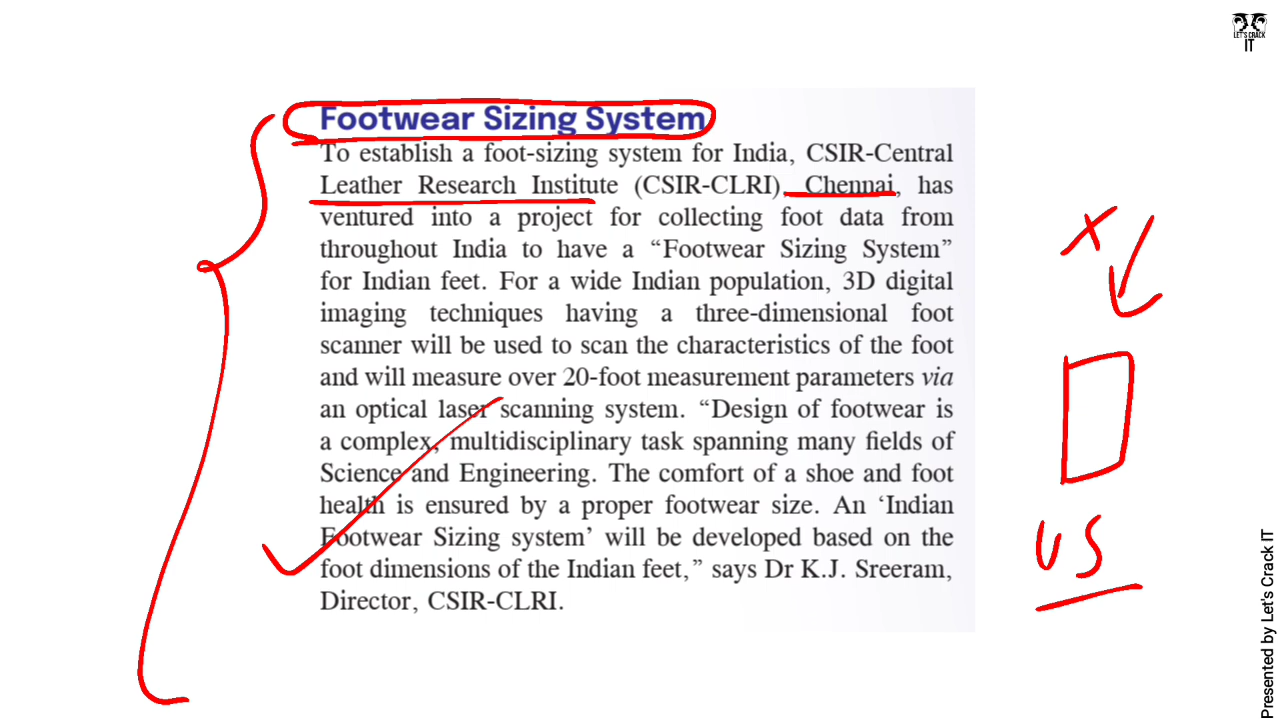 LET'S CRACK
IT
Footwear Sizing System
To establish a foot-sizing system for India, CSIR-Central
Leather Research Institute (CSIR-CLRI), Chennai, has
ventured into a project for collecting foot data from
throughout India to have a “Footwear Sizing System”
for Indian feet. For a wide Indian population, 3D digital
imaging techniques having a three-dimensional foot
scanner will be used to scan the characteristics of the foot
and will measure over 20-foot measurement parameters via
an optical laser scanning system. “Design of footwear is
a complex, multidisciplinary task spanning many fields of
Science and Engineering. The comfort of a shoe and foot
health is ensured by a proper footwear size. An ‘Indian
Footwear Sizing system’ will be developed based on the
foot dimensions of the Indian feet,” says Dr K.J. Sreeram,
Director, CSIR-CLRI.
US
Presented by Let's Crack IT